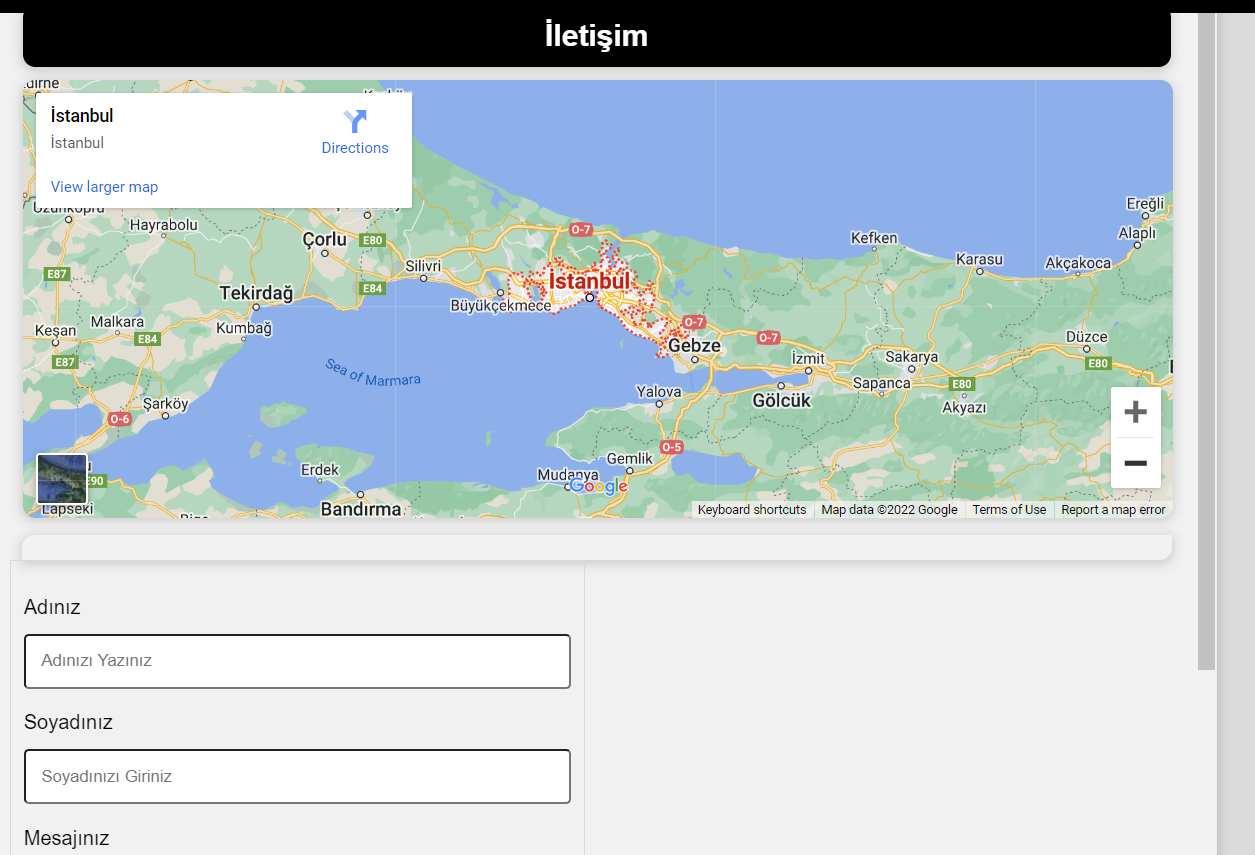 İletişim
İstanbul
İstanbul
Directions
View larger map
Hayrabolu
Çorlu
E80
O-7
Ereğli
Alaplı
Kefken
Karasu
Akçakoca
E87
Silivri
E84
Tekirdağ
Büyükçekmece
İstanbul
Keşan
Malkara
E84
Kumbağ
O-7
O-7
Gebze
Düzce
E87
Sea of Marmara
İzmit
Sakarya
E80
Sapanca
E80
Yalova
Gölcük
Akyazı
Şarköy
O-6
O-5
Gemlik
Erdek
Mudanya
E90
Google
Lapseki
Bandırma
Keyboard shortcuts
Map data ©2022 Google
Terms of Use
Report a map error
Adınız
Adınızı Yazınız
Soyadınız
Soyadınızı Giriniz
Mesajınız